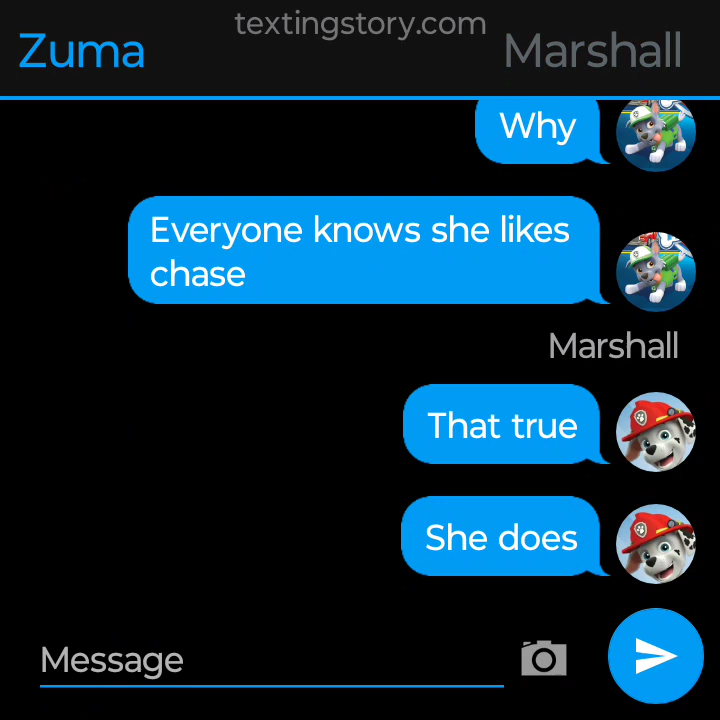 textingstory.com
Zuma
Marshall
Why
Everyone knows she likes
chase
Marshall
That true
She does
Message